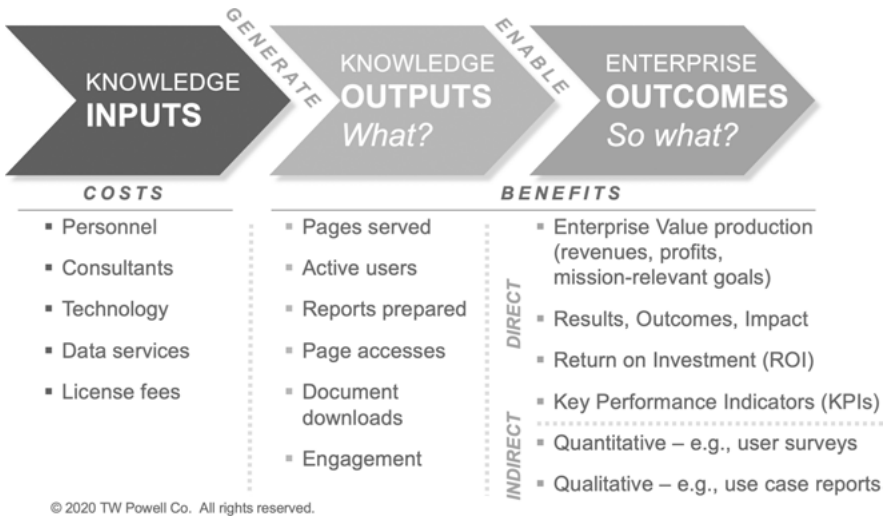 KNOWLEDGE
INPUTS
GENERATE
KNOWLEDGE
OUTPUTS
What?
ENABLE
ENTERPRISE
OUTCOMES
So what?
COSTS
▪ Personnel
▪ Consultants
▪ Technology
▪ Data services
▪ License fees
BENEFITS
▪ Pages served
▪ Active users
▪ Reports prepared
▪ Page accesses
▪ Document
downloads
▪ Engagement
DIRECT
▪ Enterprise Value production
(revenues, profits,
mission-relevant goals)
▪ Results, Outcomes, Impact
▪ Return on Investment (ROI)
▪ Key Performance Indicators (KPIs)
INDIRECT
▪ Quantitative – e.g., user surveys
▪ Qualitative – e.g., use case reports
© 2020 TW Powell Co. All rights reserved.